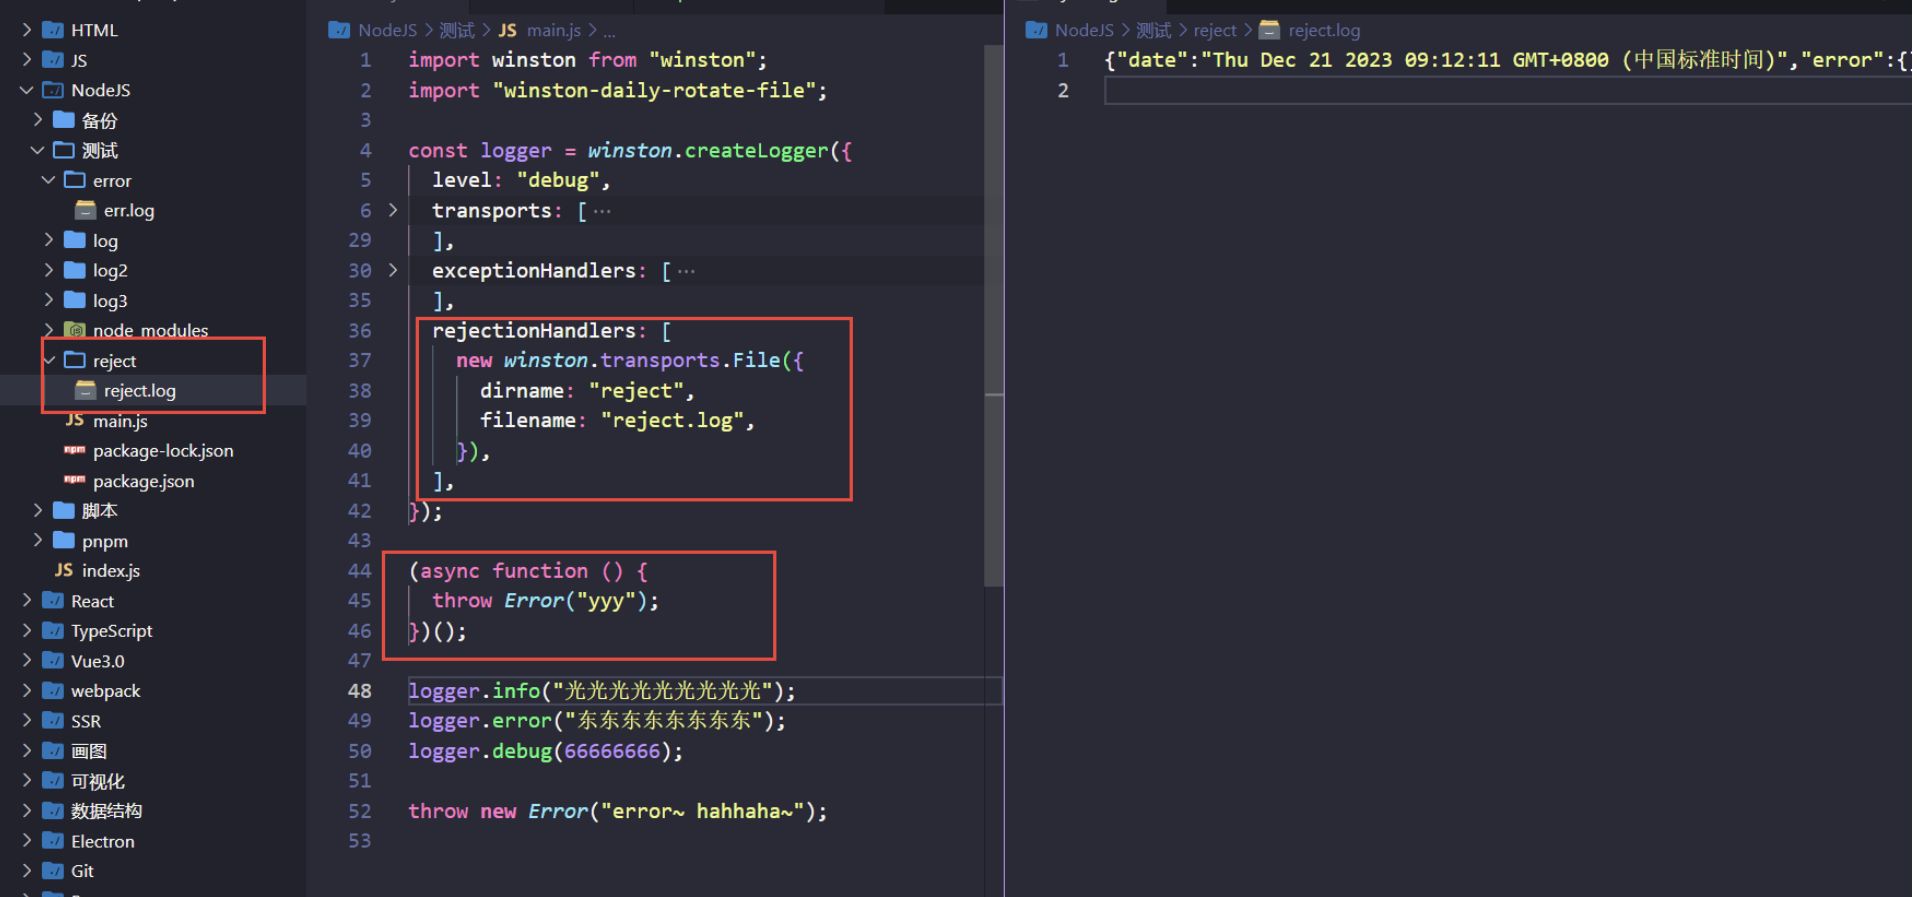 HTML
JS
NodeJS
备份
测试
error
err.log
log
log2
log3
node_modules
reject
reject.log
JS main.js
npm package-lock.json
npm package.json
脚本
pnpm
JS index.js
React
TypeScript
Vue3.0
webpack
SSR
画图
可视化
数据结构
Electron
Git
NodeJS > 测试 > JS main.js > ...
1 import winston from "winston";
2 import "winston-daily-rotate-file";
3
4 const logger = winston.createLogger({
5 level: "debug",
6 transports: [ ...
29 ],
30 exceptionHandlers: [ ...
35 ],
36 rejectionHandlers: [
37 new winston.transports.File({
38 dirname: "reject",
39 filename: "reject.log",
40 }),
41 ],
42 });
43
44 (async function () {
45 throw Error("yyy");
46 })();
47
48 logger.info("光光光光光光光光光");
49 logger.error("东东东东东东东东");
50 logger.debug(66666666);
51
52 throw new Error("error~ hahhaha~");
53
NodeJS > 测试 > reject > reject.log
1 {"date":"Thu Dec 21 2023 09:12:11 GMT+0800 (中国标准时间)","error":{}
2